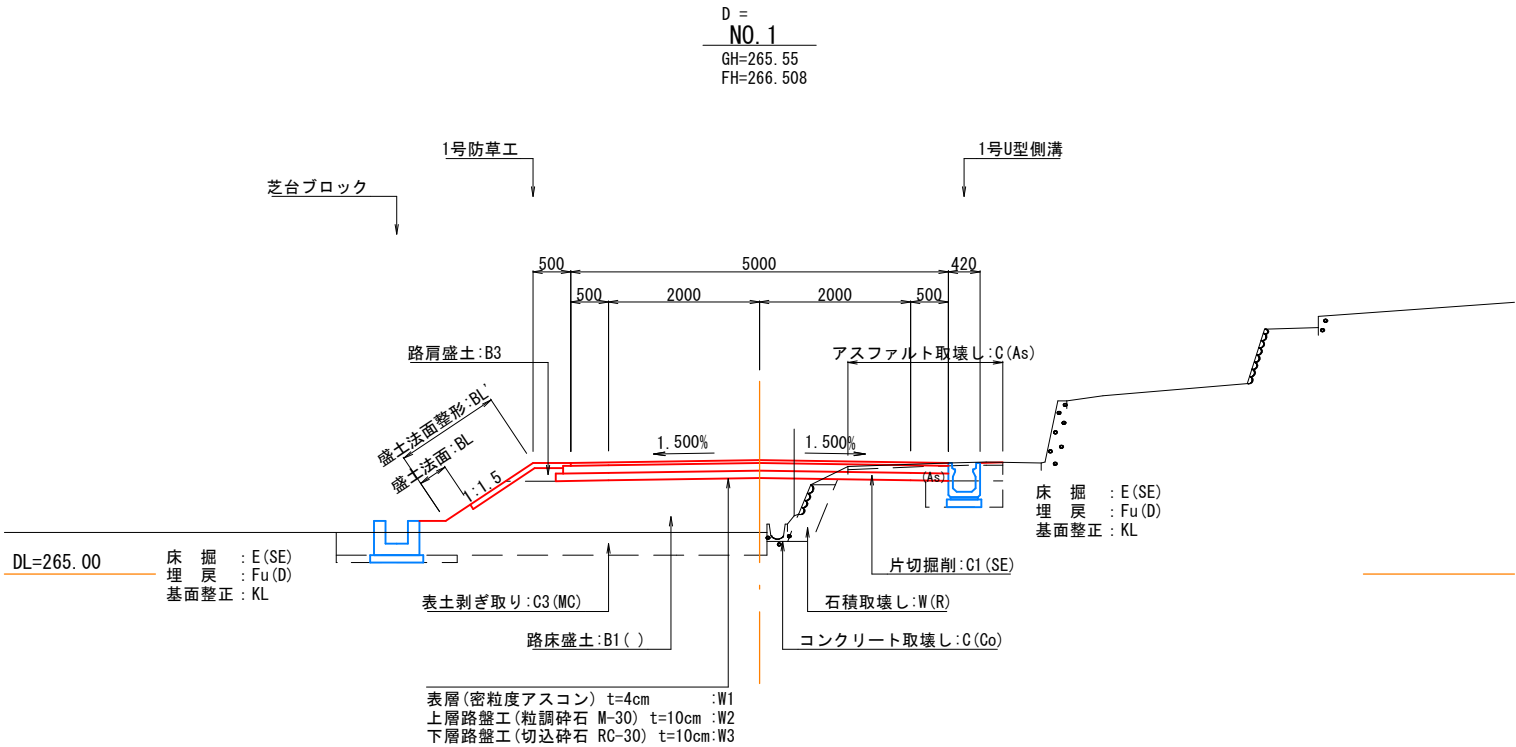 D =
NO.1
GH=265.55
FH=266.508
1号防草工
1号U型側溝
芝台ブロック
500 5000 420
500 2000 2000 500
路肩盛土:B3
アスファルト取壊し:C(As)
盛土法面整形:BL'
盛土法面:BL
1:1.5
1.500% 1.500%
(As)
床 掘 :E(SE)
埋 戻 :Fu(D)
基面整正:KL
DL=265.00
床 掘 :E(SE)
埋 戻 :Fu(D)
基面整正:KL
片切掘削:C1(SE)
表土剥ぎ取り:C3(MC)
石積取壊し:W(R)
路床盛土:B1( )
コンクリート取壊し:C(Co)
表層(密粒度アスコン) t=4cm :W1
上層路盤工(粒調砕石 M-30) t=10cm :W2
下層路盤工(切込砕石 RC-30) t=10cm:W3